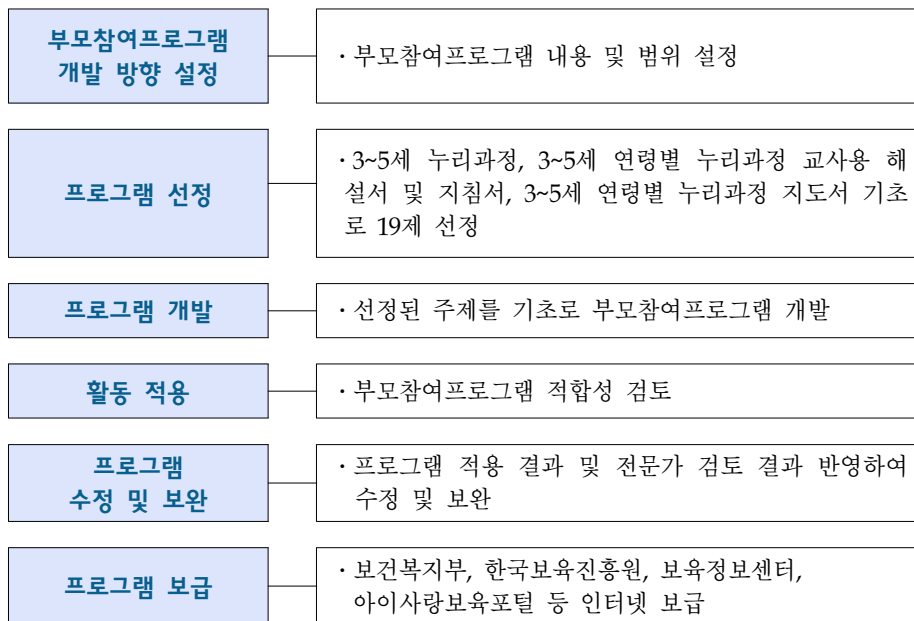 부모참여프로그램
개발 방향 설정
· 부모참여프로그램 내용 및 범위 설정
프로그램 선정
· 3~5세 누리과정, 3~5세 연령별 누리과정 교사용 해
설서 및 지침서, 3~5세 연령별 누리과정 지도서 기초
로 19제 선정
프로그램 개발
· 선정된 주제를 기초로 부모참여프로그램 개발
활동 적용
· 부모참여프로그램 적합성 검토
프로그램
수정 및 보완
· 프로그램 적용 결과 및 전문가 검토 결과 반영하여
수정 및 보완
프로그램 보급
· 보건복지부, 한국보육진흥원, 보육정보센터,
아이사랑보육포털 등 인터넷 보급